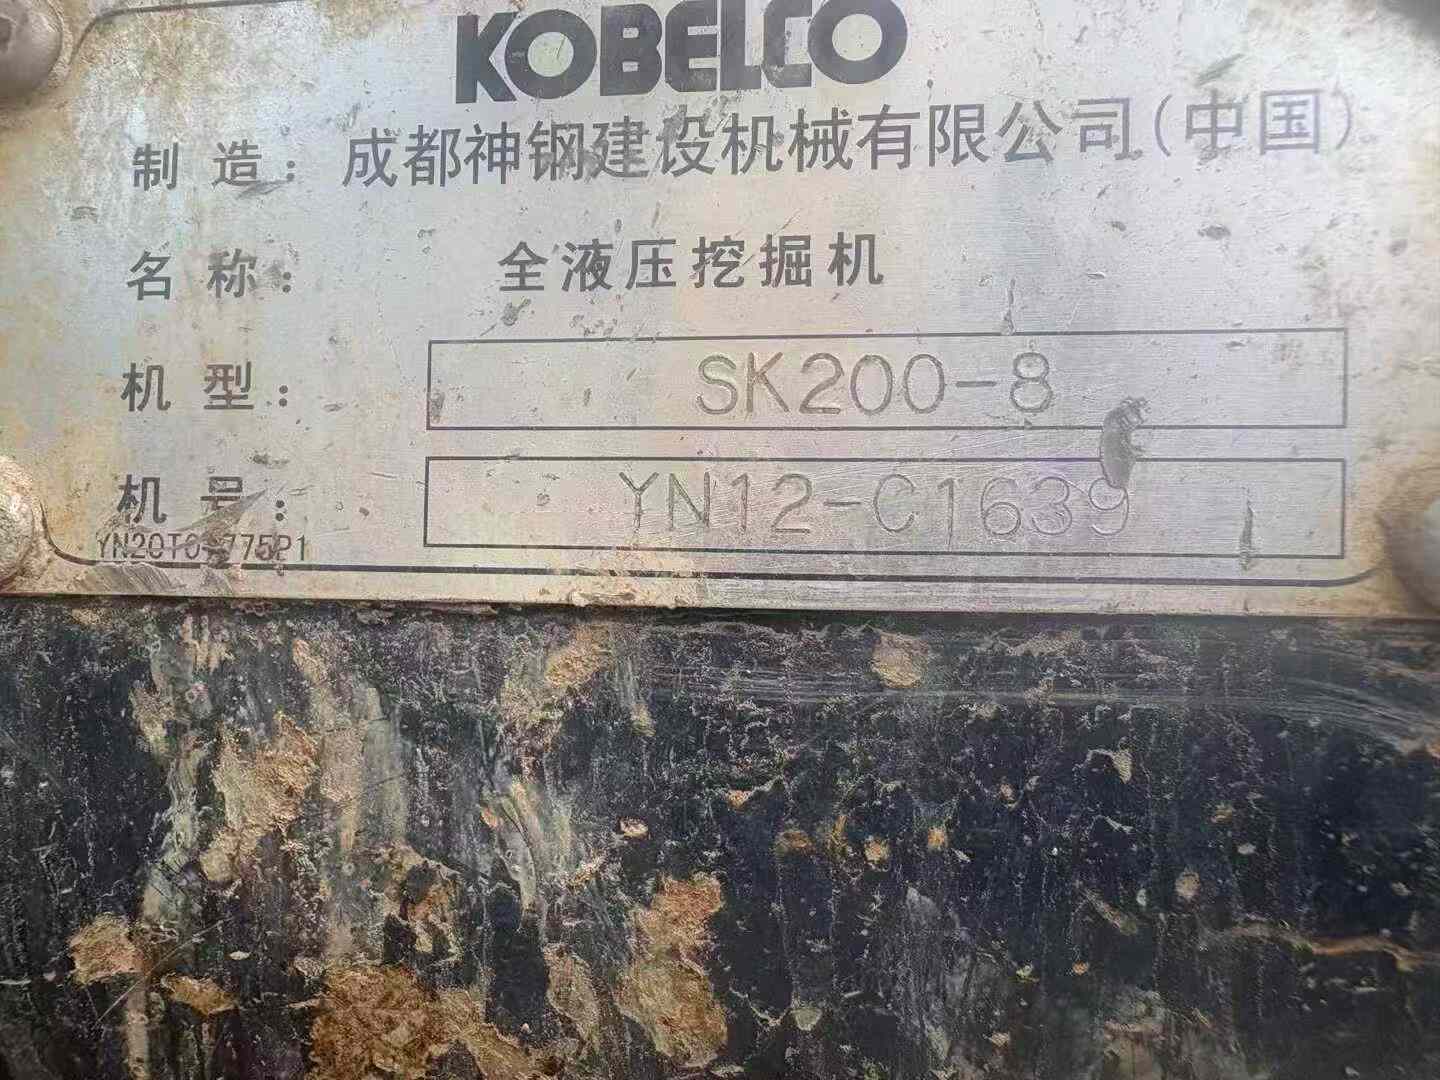 KOBELCO
制 造: 成都神钢建设机械有限公司(中国)
名 称: 全液压挖掘机
机 型: SK200-8
机 号: YN12-C1639